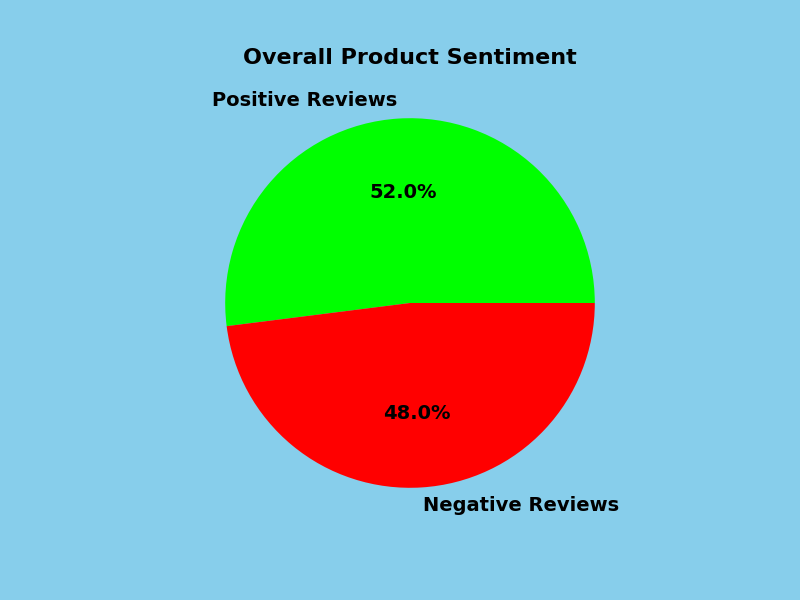 Overall Product Sentiment
Positive Reviews
52.0%
48.0%
Negative Reviews